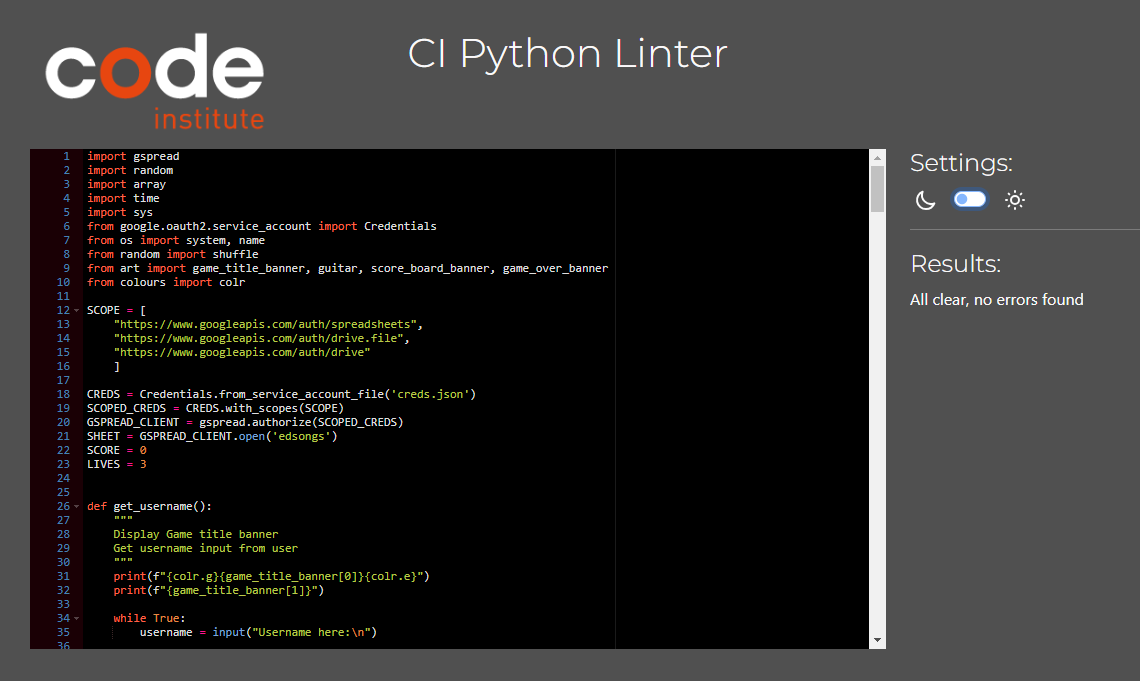 code
institute
CI Python Linter
1 import gspread
2 import random
3 import array
4 import time
5 import sys
6 from google.oauth2.service_account import Credentials
7 from os import system, name
8 from random import shuffle
9 from art import game_title_banner, guitar, score_board_banner, game_over_banner
10 from colours import colr
11
12 SCOPE = [
13     "https://www.googleapis.com/auth/spreadsheets",
14     "https://www.googleapis.com/auth/drive.file",
15     "https://www.googleapis.com/auth/drive"
16     ]
17
18 CREDS = Credentials.from_service_account_file('creds.json')
19 SCOPED_CREDS = CREDS.with_scopes(SCOPE)
20 GSPREAD_CLIENT = gspread.authorize(SCOPED_CREDS)
21 SHEET = GSPREAD_CLIENT.open('edsongs')
22 SCORE = 0
23 LIVES = 3
24
25
26 def get_username():
27     """
28     Display Game title banner
29     Get username input from user
30     """
31     print(f"{colr.g}{game_title_banner[0]}{colr.e}")
32     print(f"{game_title_banner[1]}")
33
34     while True:
35         username = input("Username here:\n")
36
Settings:
Results:
All clear, no errors found